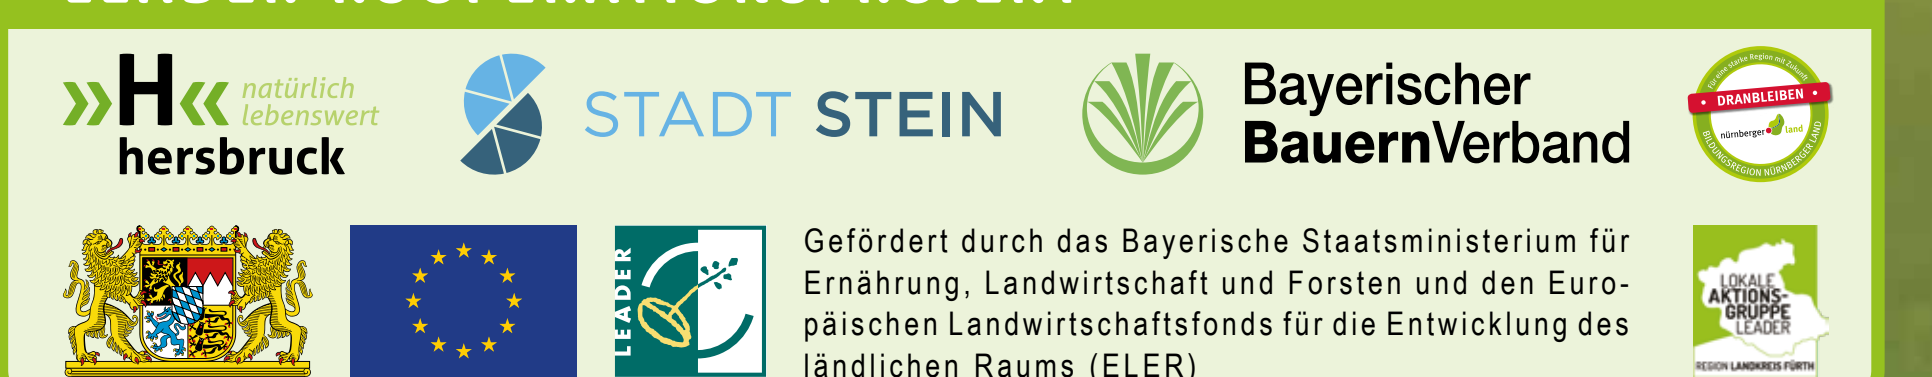 natürlich
»H« lebenswert
hersbruck
STADT STEIN
Bayerischer
BauernVerband
für eine starke Region mit Zukunft
• DRANBLEIBEN •
nürnberger land
BILDUNGSREGION NÜRNBERGER LAND
LEADER
Gefördert durch das Bayerische Staatsministerium für
Ernährung, Landwirtschaft und Forsten und den Euro-
päischen Landwirtschaftsfonds für die Entwicklung des
ländlichen Raums (ELER)
LOKALE
AKTIONS-
GRUPPE
LEADER
REGION LANDKREIS FÜRTH